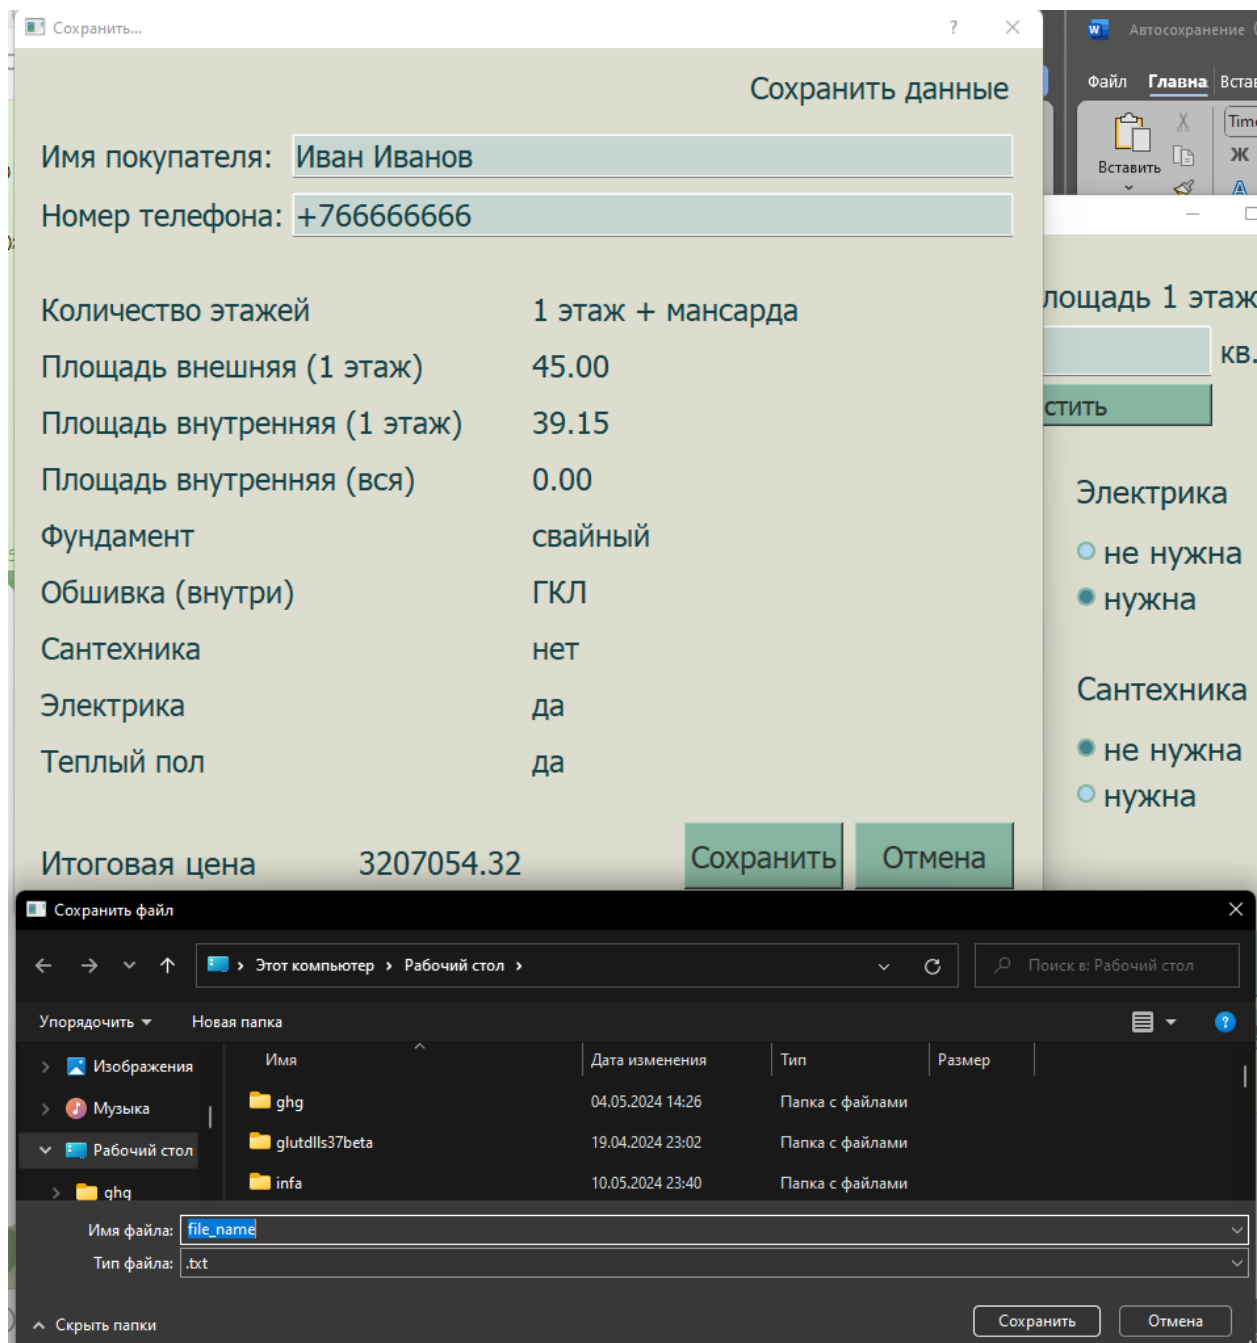 Сохранить...
?
Автосохранение
Файл Главна Встав
Сохранить данные
Вставить
Ж
Имя покупателя: Иван Иванов
Номер телефона: +766666666
Количество этажей 1 этаж + мансарда
лощадь 1 этаж
Площадь внешняя (1 этаж) 45.00
кв.
Площадь внутренняя (1 этаж) 39.15
стить
Площадь внутренняя (вся) 0.00
Электрика
Фундамент свайный
не нужна
Обшивка (внутри) ГКЛ
нужна
Сантехника нет
Сантехника
Электрика да
не нужна
Теплый пол да
нужна
Итоговая цена 3207054.32 Сохранить Отмена
Сохранить файл
Этот компьютер › Рабочий стол ›
Поиск в: Рабочий стол
Упорядочить Новая папка
?
Имя Дата изменения Тип Размер
Изображения
ghg 04.05.2024 14:26 Папка с файлами
Музыка
glutdlls37beta 19.04.2024 23:02 Папка с файлами
Рабочий стол
infa 10.05.2024 23:40 Папка с файлами
ghg
Имя файла: file_name
Тип файла: .txt
Скрыть папки Сохранить Отмена